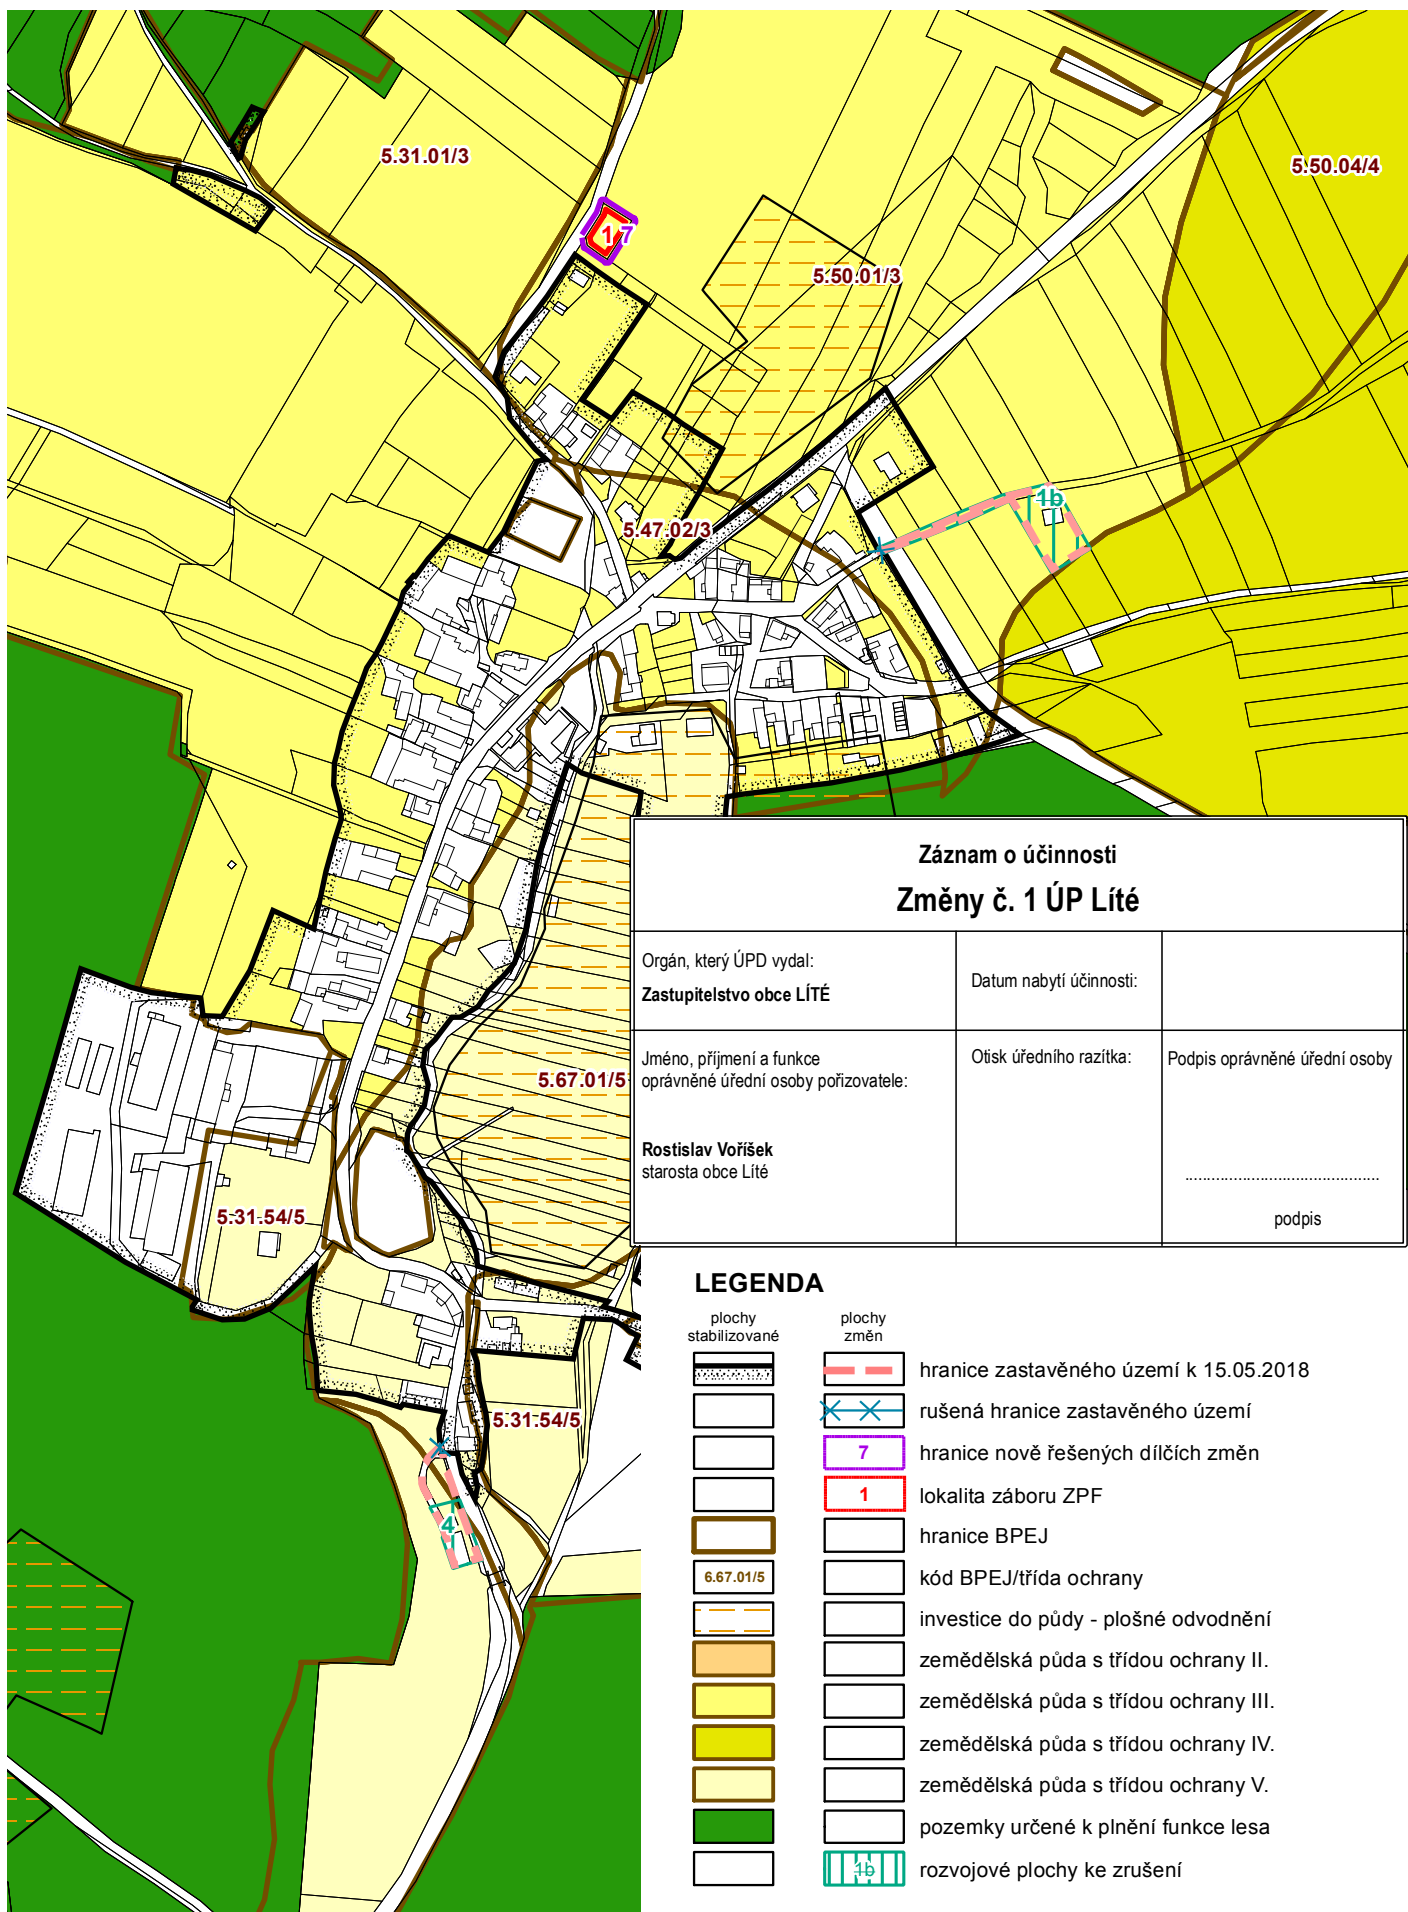 5.31.01/3
5.50.04/4
1 7
5.50.01/3
1b
5.47.02/3
5.67.01/5
5.31.54/5
5.31.54/5
4
Záznam o účinnosti
Změny č. 1 ÚP Líté
Orgán, který ÚPD vydal:
Zastupitelstvo obce LÍTÉ
Datum nabytí účinnosti:
Jméno, příjmení a funkce
oprávněné úřední osoby pořizovatele:
Otisk úředního razítka:
Podpis oprávněné úřední osoby
Rostislav Voříšek
starosta obce Líté
............................................
podpis
LEGENDA
plochy
stabilizované
plochy
změn
hranice zastavěného území k 15.05.2018
rušená hranice zastavěného území
7 hranice nově řešených dílčích změn
1 lokalita záboru ZPF
hranice BPEJ
6.67.01/5 kód BPEJ/třída ochrany
investice do půdy - plošné odvodnění
zemědělská půda s třídou ochrany II.
zemědělská půda s třídou ochrany III.
zemědělská půda s třídou ochrany IV.
zemědělská půda s třídou ochrany V.
pozemky určené k plnění funkce lesa
1b rozvojové plochy ke zrušení